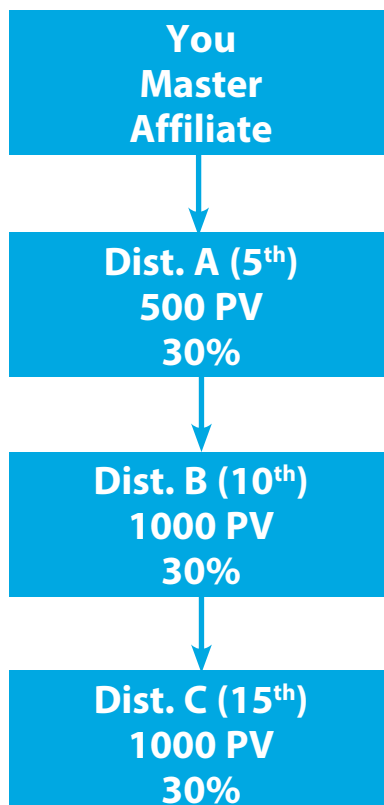 You
Master
Affiliate
Dist. A (5th)
500 PV
30%
Dist. B (10th)
1000 PV
30%
Dist. C (15th)
1000 PV
30%